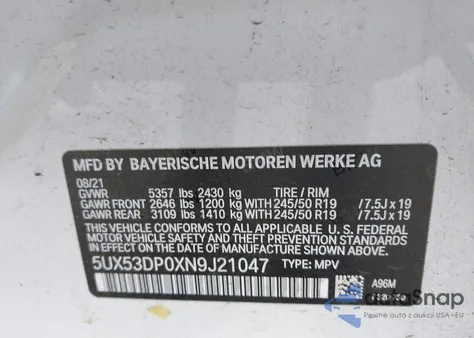 MFD BY BAYERISCHE MOTOREN WERKE AG
08/21
GVWR 5357 lbs 2430 kg TIRE / RIM
GAWR FRONT 2646 lbs 1200 kg WITH 245/50 R19 /7.5J x 19
GAWR REAR 3109 lbs 1410 kg WITH 245/50 R19 /7.5J x 19
THIS VEHICLE CONFORMS TO ALL APPLICABLE U. S. FEDERAL
MOTOR VEHICLE SAFETY STANDARDS IN EFFECT ON
THE DATE OF MANUFACTURE SHOWN ABOVE.
5UX53DP0XN9J21047 TYPE: MPV
A96M
autoSnap
Pewne auta z aukcji USA+EU